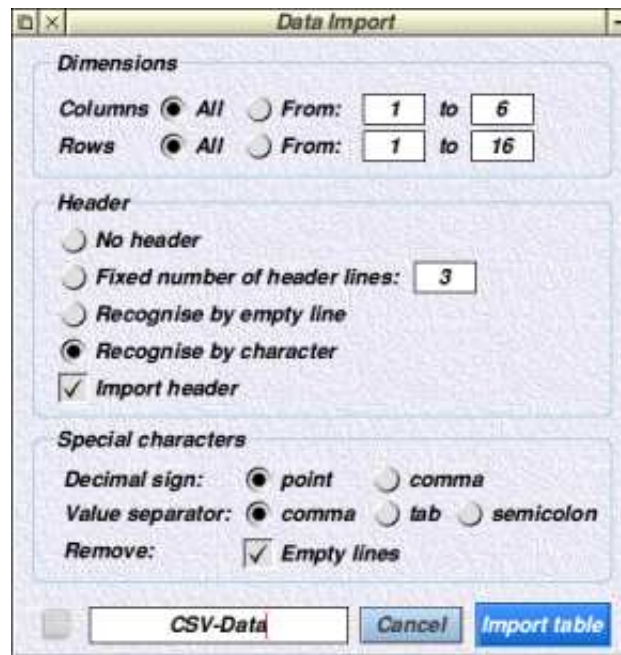 Data Import
Dimensions
Columns All From: 1 to 6
Rows All From: 1 to 16
Header
No header
Fixed number of header lines: 3
Recognise by empty line
Recognise by character
Import header
Special characters
Decimal sign: point comma
Value separator: comma tab semicolon
Remove: Empty lines
CSV-Data Cancel Import table